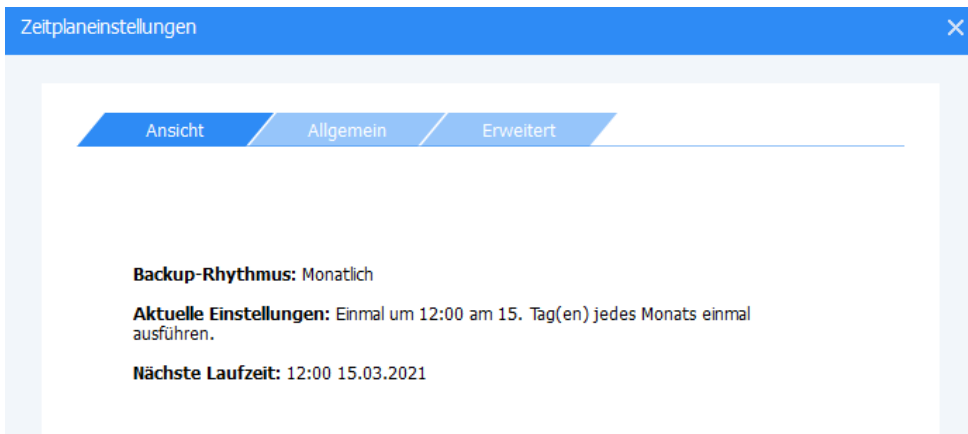 Zeitplaneinstellungen
Ansicht
Allgemein
Erweitert
Backup-Rhythmus: Monatlich
Aktuelle Einstellungen: Einmal um 12:00 am 15. Tag(en) jedes Monats einmal
ausführen.
Nächste Laufzeit: 12:00 15.03.2021